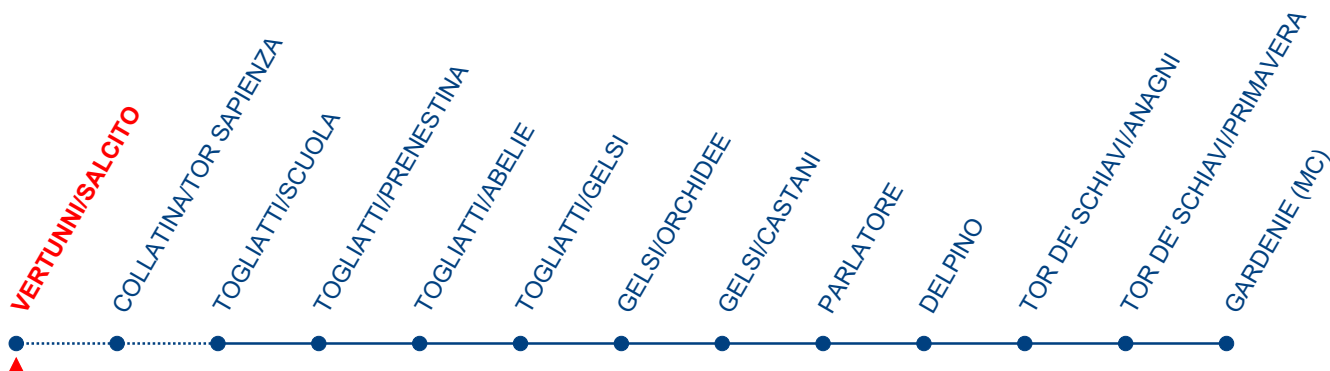 VERTUNNI/SALCITO
COLLATINA/TOR SAPIENZA
TOGLIATTI/SCUOLA
TOGLIATTI/PRENESTINA
TOGLIATTI/ABELIE
TOGLIATTI/GELSI
GELSI/ORCHIDEE
GELSI/CASTANI
PARLATORE
DELPINO
TOR DE' SCHIAVI/ANAGNI
TOR DE' SCHIAVI/PRIMAVERA
GARDENIE (MC)